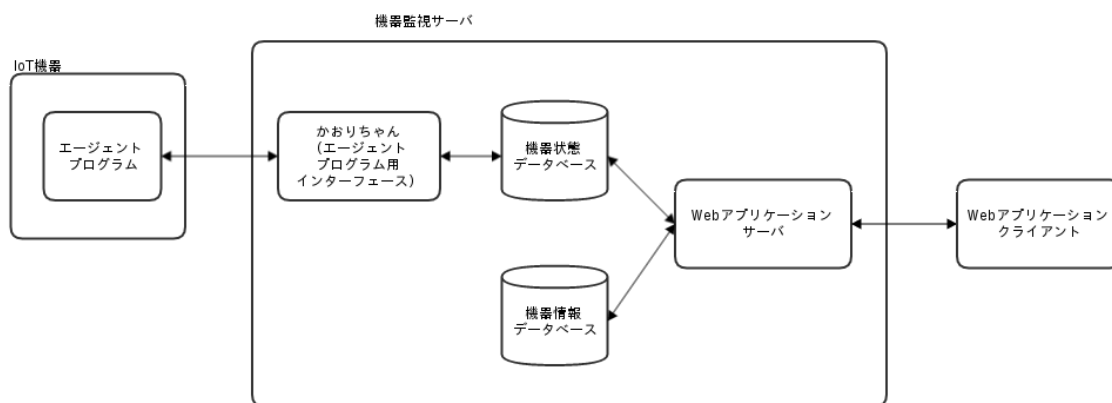 機器監視サーバ
IoT機器
エージェント
プログラム
かおりちゃん
(エージェント
プログラム用
インターフェース)
機器状態
データベース
機器情報
データベース
Webアプリケーション
サーバ
Webアプリケーション
クライアント